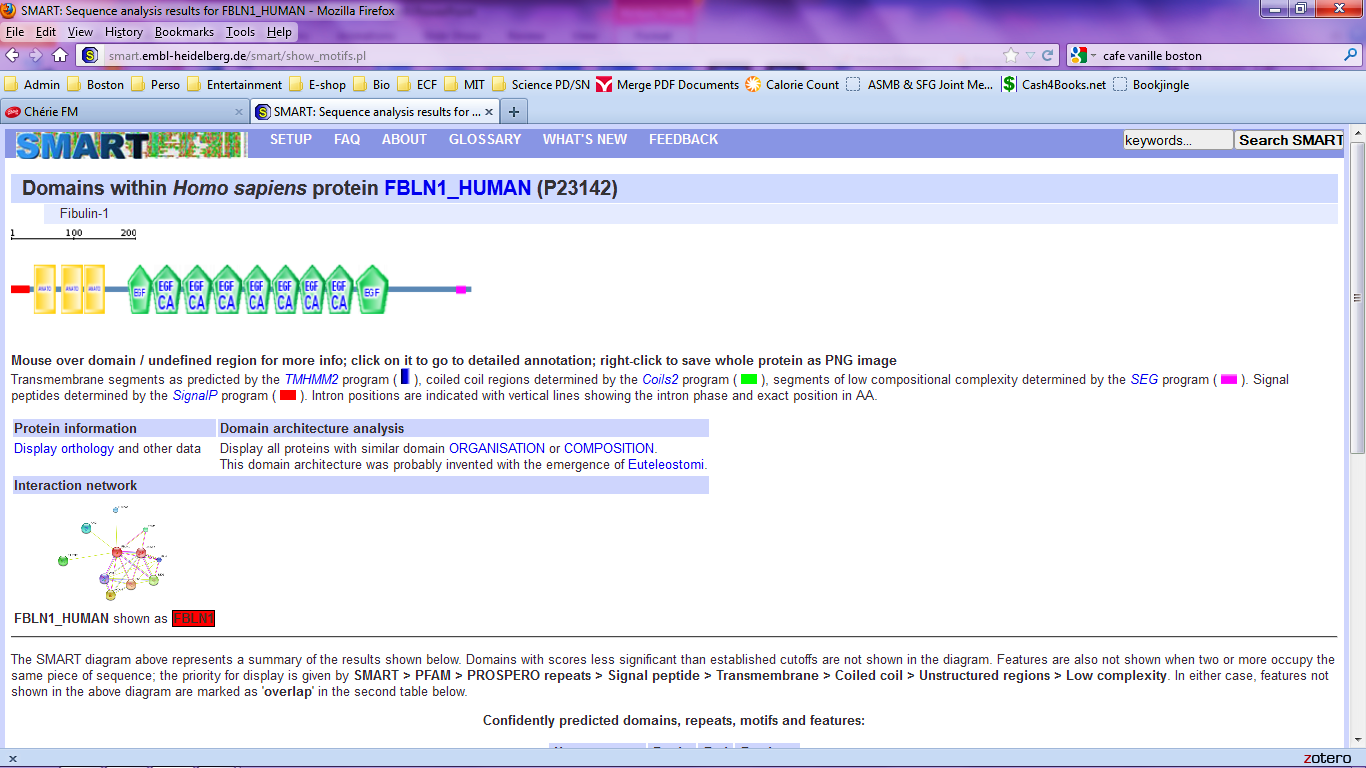 SMART: Sequence analysis results for FBLN1_HUMAN - Mozilla Firefox
File Edit View History Bookmarks Tools Help
smart.embl-heidelberg.de/smart/show_motifs.pl
cafe vanille boston
Admin Boston Perso Entertainment E-shop Bio ECF MIT Science PD/SN Merge PDF Documents Calorie Count ASMB & SFG Joint Me... Cash4Books.net Bookjingle
Chérie FM
SMART: Sequence analysis results for ...
SMART SETUP FAQ ABOUT GLOSSARY WHAT'S NEW FEEDBACK keywords... Search SMART
Domains within Homo sapiens protein FBLN1_HUMAN (P23142)
Fibulin-1
1 100 200
ANATO ANATO ANATO EGF EGF CA EGF CA EGF CA EGF CA EGF CA EGF CA EGF CA EGF
Mouse over domain / undefined region for more info; click on it to go to detailed annotation; right-click to save whole protein as PNG image
Transmembrane segments as predicted by the TMHMM2 program ( ), coiled coil regions determined by the Coils2 program ( ), segments of low compositional complexity determined by the SEG program ( ). Signal
peptides determined by the SignalP program ( ). Intron positions are indicated with vertical lines showing the intron phase and exact position in AA.
Protein information Domain architecture analysis
Display orthology and other data Display all proteins with similar domain ORGANISATION or COMPOSITION.
This domain architecture was probably invented with the emergence of Euteleostomi.
Interaction network
FBLN1_HUMAN shown as FBLN1
The SMART diagram above represents a summary of the results shown below. Domains with scores less significant than established cutoffs are not shown in the diagram. Features are also not shown when two or more occupy the
same piece of sequence; the priority for display is given by SMART > PFAM > PROSPERO repeats > Signal peptide > Transmembrane > Coiled coil > Unstructured regions > Low complexity. In either case, features not
shown in the above diagram are marked as 'overlap' in the second table below.
Confidently predicted domains, repeats, motifs and features:
zotero